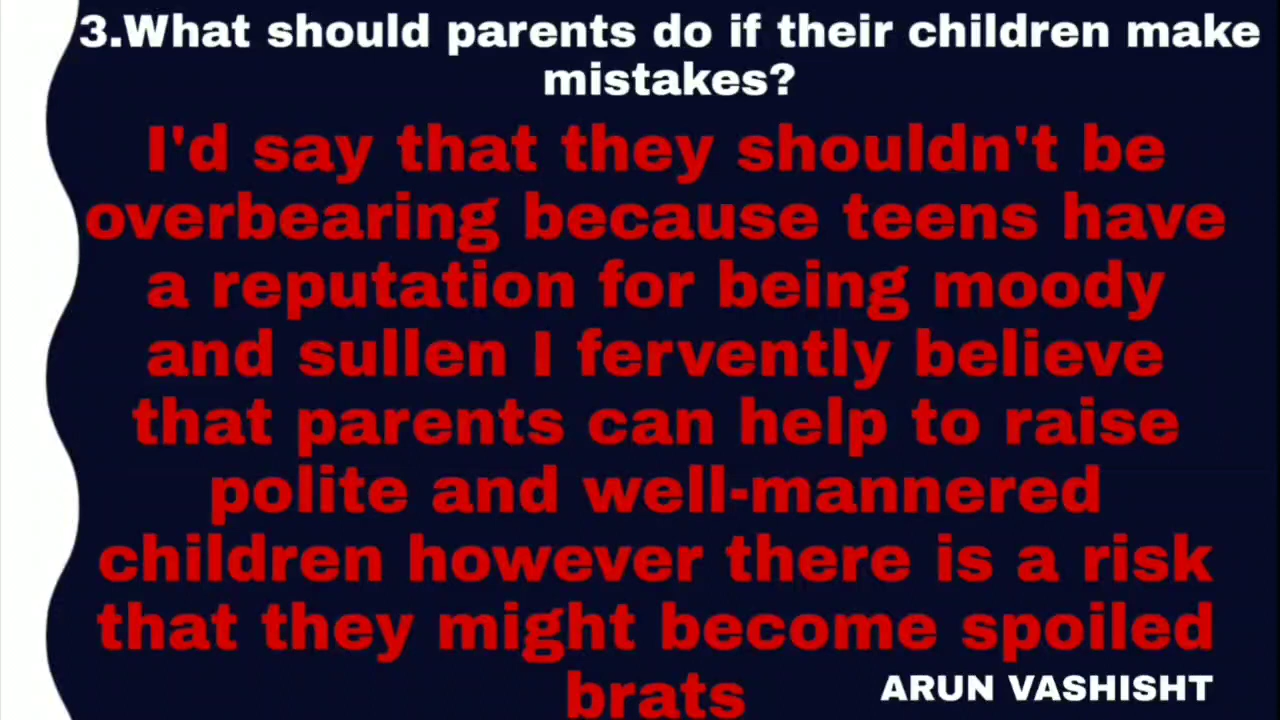 3.What should parents do if their children make
mistakes?
I'd say that they shouldn't be
overbearing because teens have
a reputation for being moody
and sullen I fervently believe
that parents can help to raise
polite and well-mannered
children however there is a risk
that they might become spoiled
brats
ARUN VASHISHT